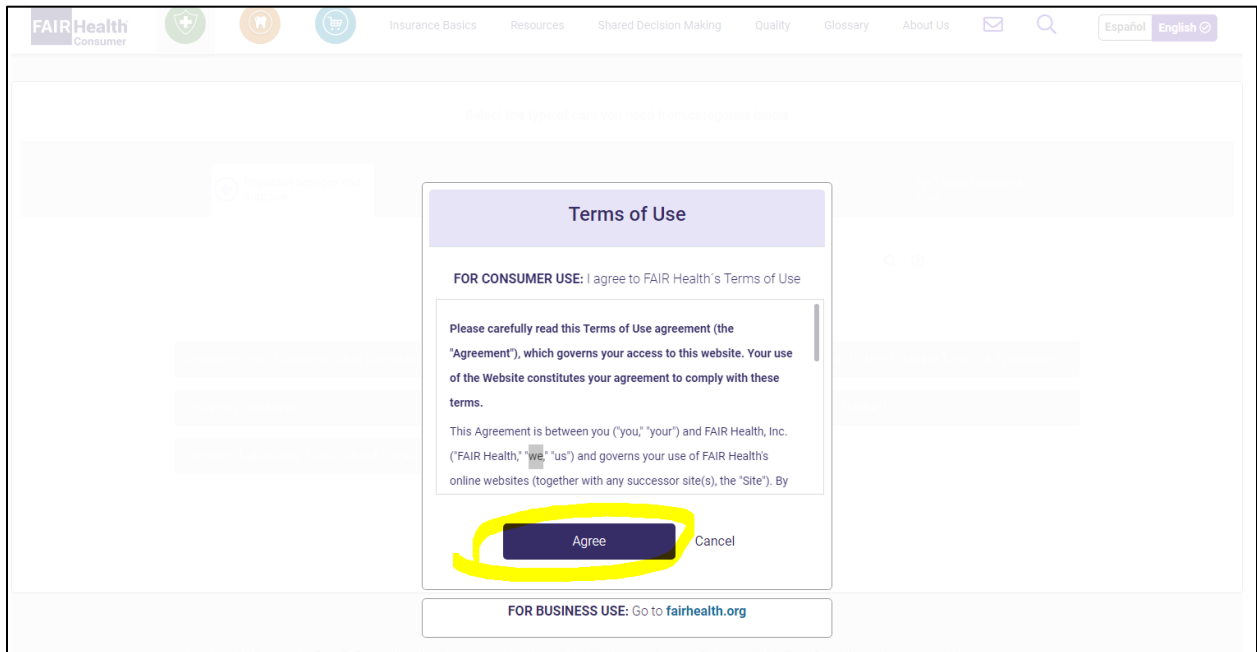 FAIR Health
Consumer
Insurance Basics Resources Shared Decision Making Quality Glossary About Us Español English
Terms of Use
FOR CONSUMER USE: I agree to FAIR Health´s Terms of Use
Please carefully read this Terms of Use agreement (the
"Agreement"), which governs your access to this website. Your use
of the Website constitutes your agreement to comply with these
terms.
This Agreement is between you ("you," "your") and FAIR Health, Inc.
("FAIR Health," "we," "us") and governs your use of FAIR Health's
online websites (together with any successor site(s), the "Site"). By
Agree Cancel
FOR BUSINESS USE: Go to fairhealth.org